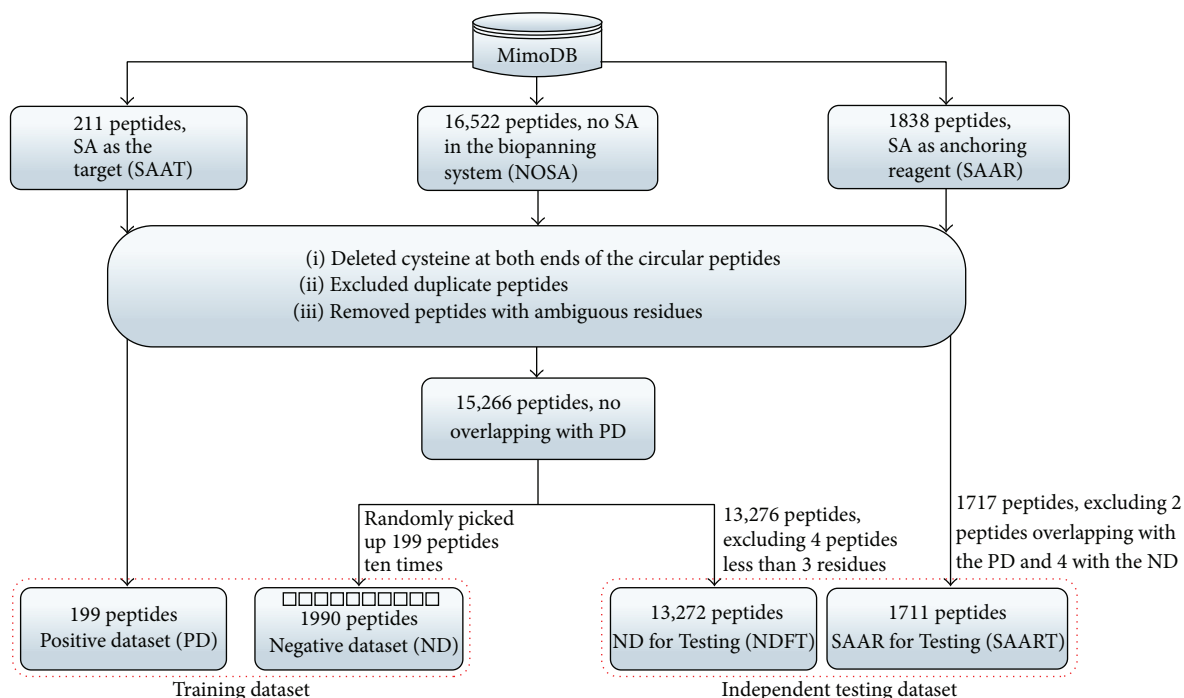 MimoDB
211 peptides,
SA as the
target (SAAT)
16,522 peptides, no SA
in the biopanning
system (NOSA)
1838 peptides,
SA as anchoring
reagent (SAAR)
(i) Deleted cysteine at both ends of the circular peptides
(ii) Excluded duplicate peptides
(iii) Removed peptides with ambiguous residues
15,266 peptides, no
overlapping with PD
Randomly picked
up 199 peptides
ten times
13,276 peptides,
excluding 4 peptides
less than 3 residues
1717 peptides, excluding 2
peptides overlapping with
the PD and 4 with the ND
199 peptides
Positive dataset (PD)
1990 peptides
Negative dataset (ND)
13,272 peptides
ND for Testing (NDFT)
1711 peptides
SAAR for Testing (SAART)
Training dataset
Independent testing dataset